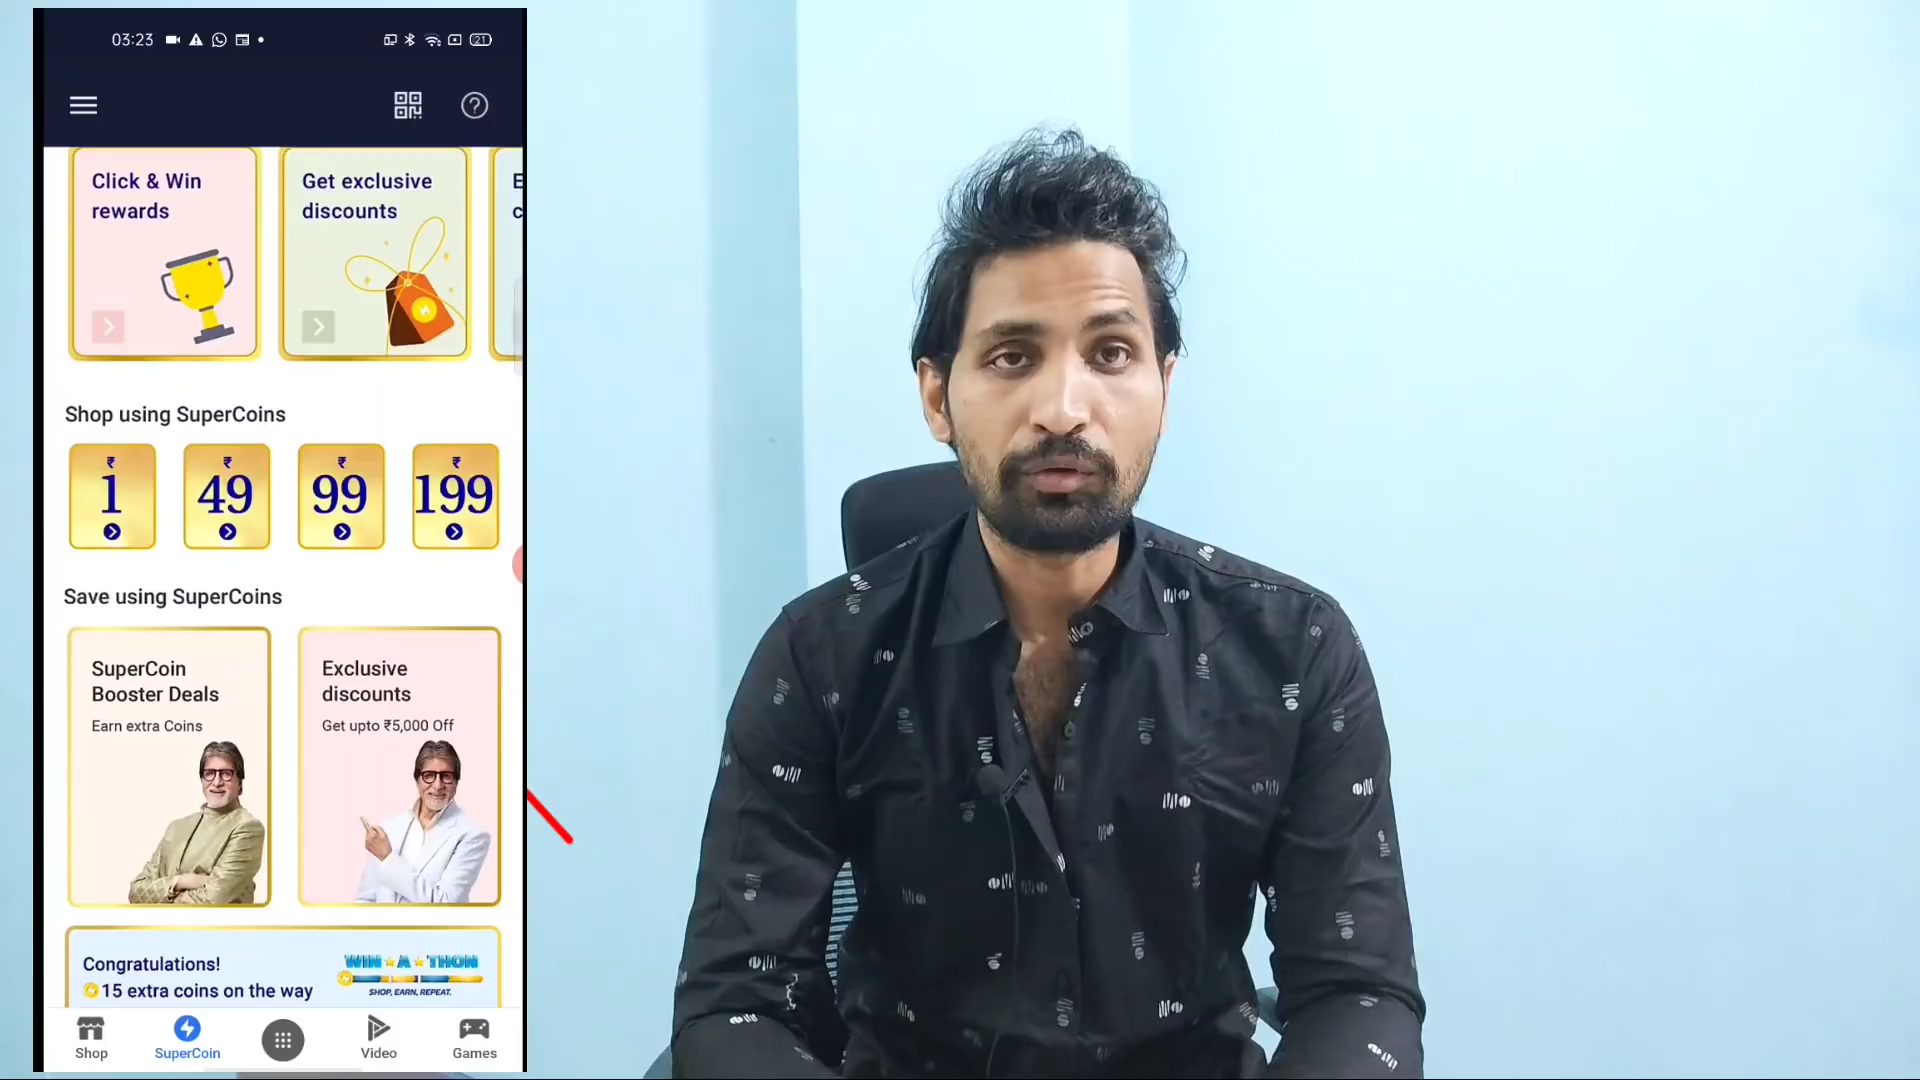 03:23
21
Click & Win
rewards
Get exclusive
discounts
Shop using SuperCoins
₹
1
₹
49
₹
99
₹
199
Save using SuperCoins
SuperCoin
Booster Deals
Earn extra Coins
Exclusive
discounts
Get upto ₹5,000 Off
Congratulations!
15 extra coins on the way
WIN A THON
SHOP, EARN, REPEAT.
Shop
SuperCoin
Video
Games